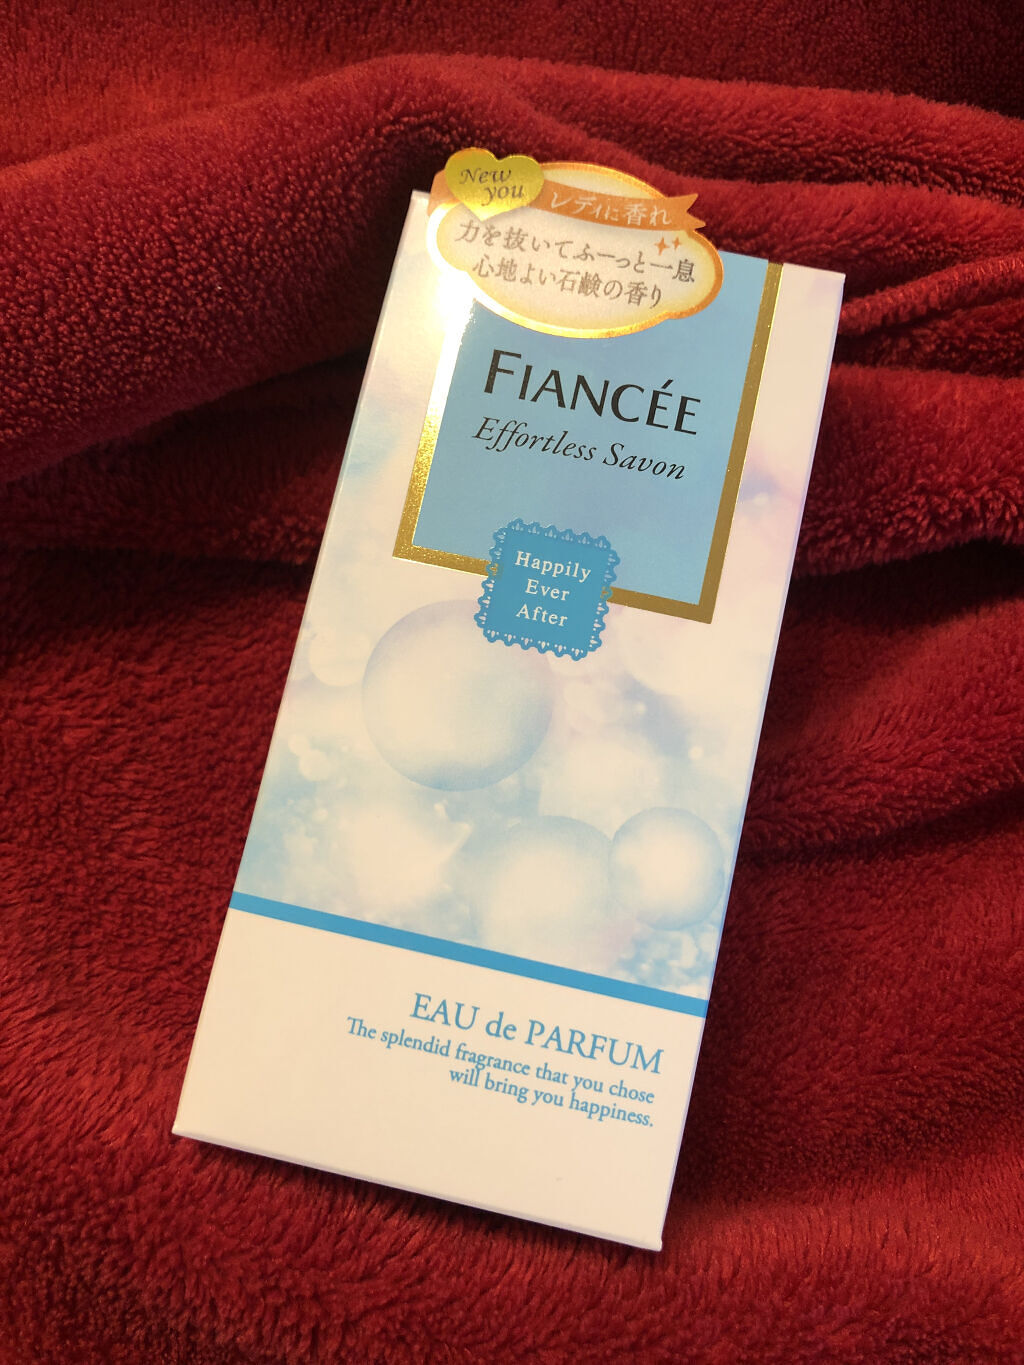 New
you
レディに香れ
力を抜いてふーっと一息
心地よい石鹸の香り
FIANCÉE
Effortless Savon
Happily
Ever
After
EAU de PARFUM
The splendid fragrance that you chose
will bring you happiness.